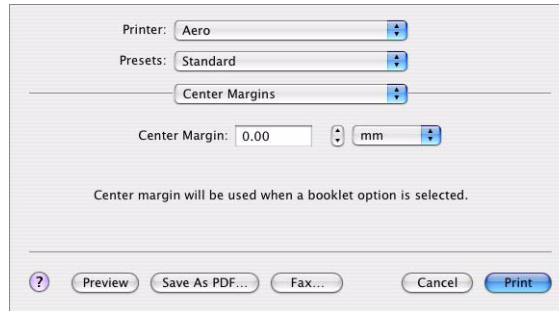 Printer: Aero
Presets: Standard
Center Margins
Center Margin: 0.00 mm
Center margin will be used when a booklet option is selected.
? Preview Save As PDF... Fax... Cancel Print